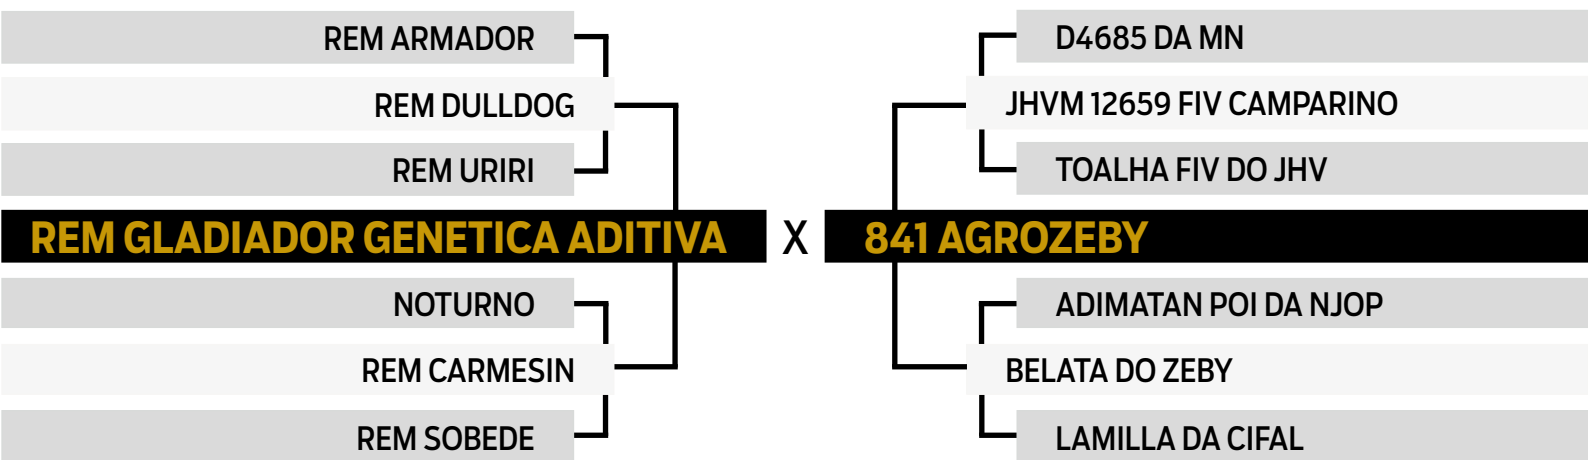 REM ARMADOR
REM DULLDOG
REM URIRI
REM GLADIADOR GENETICA ADITIVA
NOTURNO
REM CARMESIN
REM SOBEDE
X
D4685 DA MN
JHVM 12659 FIV CAMPARINO
TOALHA FIV DO JHV
841 AGROZEBY
ADIMATAN POI DA NJOP
BELATA DO ZEBY
LAMILLA DA CIFAL